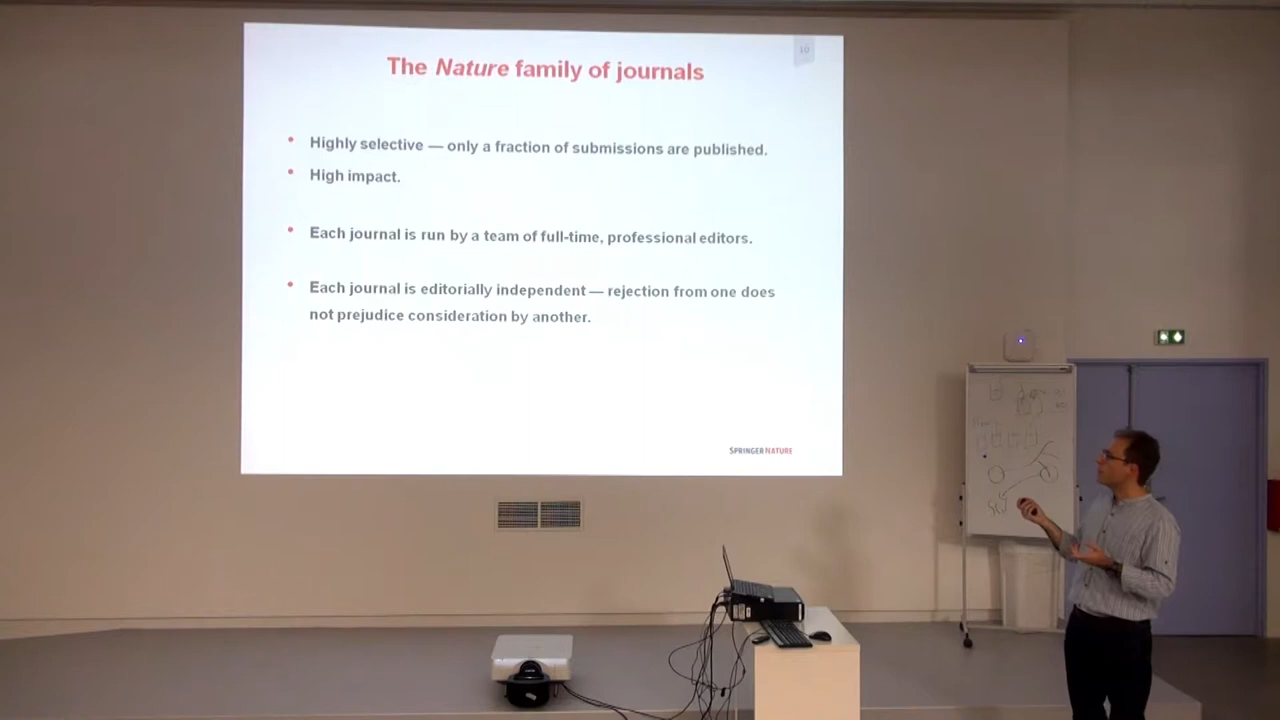 10
The Nature family of journals
• Highly selective — only a fraction of submissions are published.
• High impact.
• Each journal is run by a team of full-time, professional editors.
• Each journal is editorially independent — rejection from one does
not prejudice consideration by another.
SPRINGER NATURE